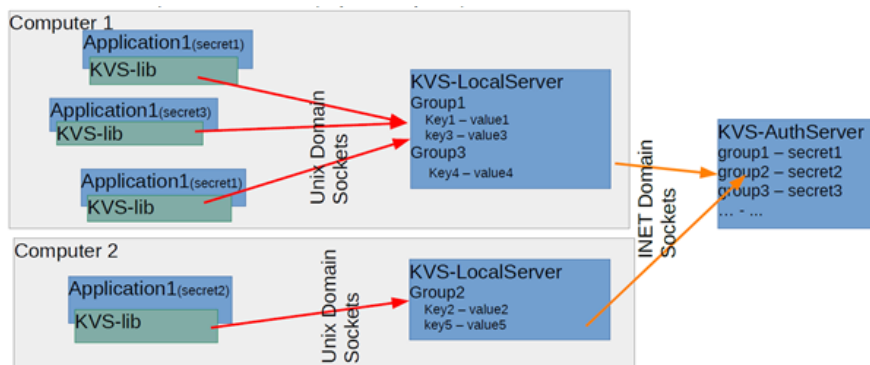 Computer 1
Application1(secret1)
KVS-lib
Application1(secret3)
KVS-lib
Application1(secret1)
KVS-lib
Unix Domain
Sockets
KVS-LocalServer
Group1
Key1 – value1
key3 – value3
Group3
Key4 – value4
INET Domain
Sockets
KVS-AuthServer
group1 – secret1
group2 – secret2
group3 – secret3
... - ...
Computer 2
Application1(secret2)
KVS-lib
Unix Domain
Sockets
KVS-LocalServer
Group2
Key2 – value2
key5 – value5